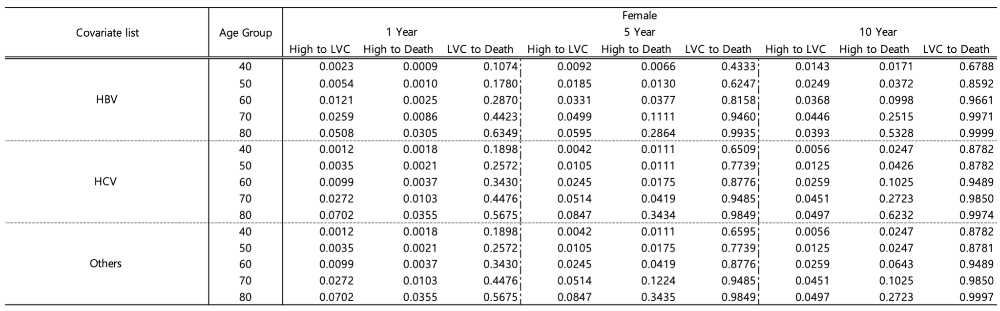 Female
Covariate list Age Group 1 Year 5 Year 10 Year
High to LVC High to Death LVC to Death High to LVC High to Death LVC to Death High to LVC High to Death LVC to Death
40 0.0023 0.0009 0.1074 0.0092 0.0066 0.4333 0.0143 0.0171 0.6788
50 0.0054 0.0010 0.1780 0.0185 0.0130 0.6247 0.0249 0.0372 0.8592
HBV 60 0.0121 0.0025 0.2870 0.0331 0.0377 0.8158 0.0368 0.0998 0.9661
70 0.0259 0.0086 0.4423 0.0499 0.1111 0.9460 0.0446 0.2515 0.9971
80 0.0508 0.0305 0.6349 0.0595 0.2864 0.9935 0.0393 0.5328 0.9999
40 0.0012 0.0018 0.1898 0.0042 0.0111 0.6509 0.0056 0.0247 0.8782
50 0.0035 0.0021 0.2572 0.0105 0.0111 0.7739 0.0125 0.0426 0.8782
HCV 60 0.0099 0.0037 0.3430 0.0245 0.0175 0.8776 0.0259 0.1025 0.9489
70 0.0272 0.0103 0.4476 0.0514 0.0419 0.9485 0.0451 0.2723 0.9850
80 0.0702 0.0355 0.5675 0.0847 0.3434 0.9849 0.0497 0.6232 0.9974
40 0.0012 0.0018 0.1898 0.0042 0.0111 0.6595 0.0056 0.0247 0.8782
50 0.0035 0.0021 0.2572 0.0105 0.0175 0.7739 0.0125 0.0247 0.8781
Others 60 0.0099 0.0037 0.3430 0.0245 0.0419 0.8776 0.0259 0.0643 0.9489
70 0.0272 0.0103 0.4476 0.0514 0.1224 0.9485 0.0451 0.1025 0.9850
80 0.0702 0.0355 0.5675 0.0847 0.3435 0.9849 0.0497 0.2723 0.9997